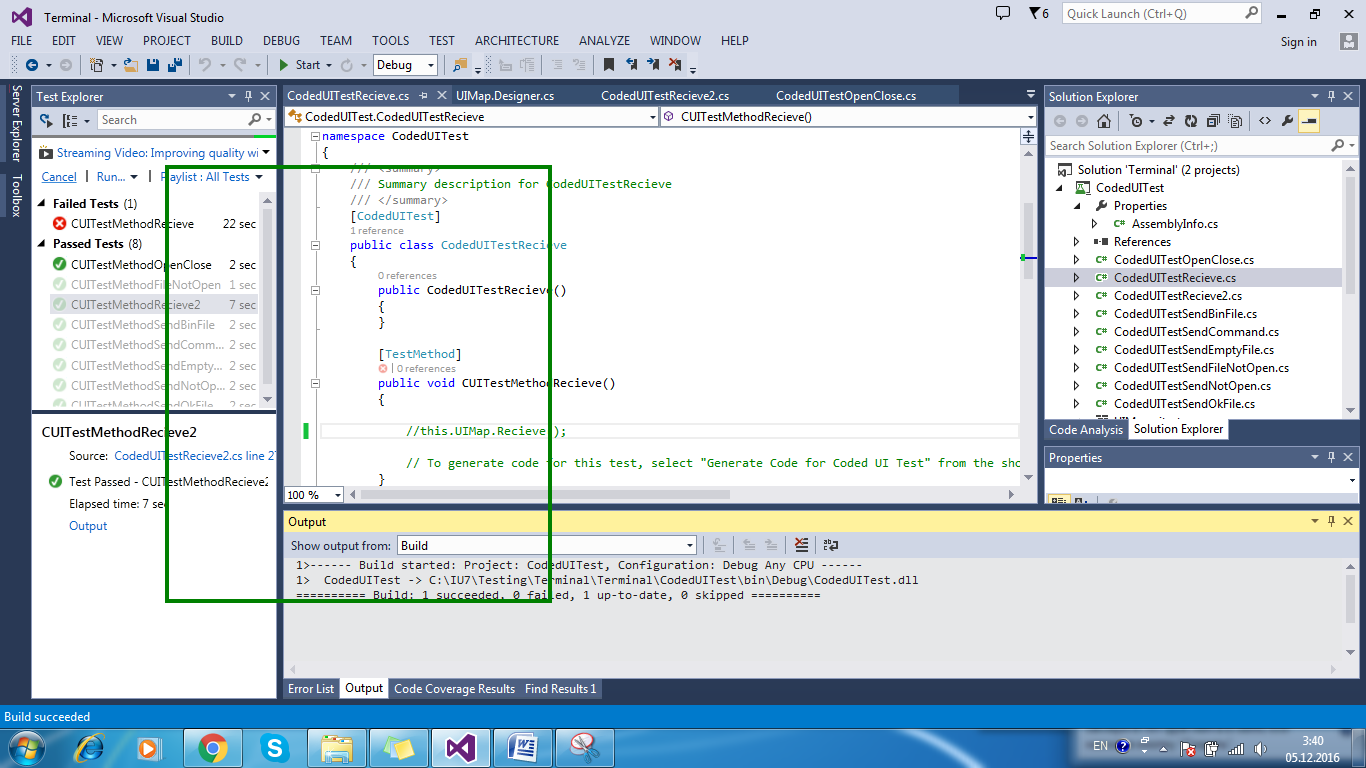 Terminal - Microsoft Visual Studio
6
Quick Launch (Ctrl+Q)
FILE EDIT VIEW PROJECT BUILD DEBUG TEAM TOOLS TEST ARCHITECTURE ANALYZE WINDOW HELP
Sign in
Start
Debug
Server Explorer
Toolbox
Test Explorer
Search
Streaming Video: Improving quality wi
Cancel | Run... | Playlist : All Tests
Failed Tests (1)
CUITestMethodRecieve 22 sec
Passed Tests (8)
CUITestMethodOpenClose 2 sec
CUITestMethodFileNotOpen 1 sec
CUITestMethodRecieve2 7 sec
CUITestMethodSendBinFile 2 sec
CUITestMethodSendComm... 2 sec
CUITestMethodSendEmpty... 2 sec
CUITestMethodSendNotOp... 2 sec
CUITestMethodSendOkFile 2 sec
CUITestMethodRecieve2
Source: CodedUITestRecieve2.cs line 27
Test Passed - CUITestMethodRecieve2
Elapsed time: 7 sec
Output
CodedUITestRecieve.cs UIMap.Designer.cs CodedUITestRecieve2.cs CodedUITestOpenClose.cs
CodedUITest.CodedUITestRecieve CUITestMethodRecieve()
namespace CodedUITest
{
/// <summary>
/// Summary description for CodedUITestRecieve
/// </summary>
[CodedUITest]
1 reference
public class CodedUITestRecieve
{
0 references
public CodedUITestRecieve()
{
}
[TestMethod]
| 0 references
public void CUITestMethodRecieve()
{
//this.UIMap.Recieve();
// To generate code for this test, select "Generate Code for Coded UI Test" from the sho
}
100 %
Output
Show output from: Build
1>------ Build started: Project: CodedUITest, Configuration: Debug Any CPU ------
1>  CodedUITest -> C:\IU7\Testing\Terminal\Terminal\CodedUITest\bin\Debug\CodedUITest.dll
========== Build: 1 succeeded, 0 failed, 1 up-to-date, 0 skipped ==========
Error List Output Code Coverage Results Find Results 1
Solution Explorer
Search Solution Explorer (Ctrl+;)
Solution 'Terminal' (2 projects)
CodedUITest
Properties
AssemblyInfo.cs
References
CodedUITestOpenClose.cs
CodedUITestRecieve.cs
CodedUITestRecieve2.cs
CodedUITestSendBinFile.cs
CodedUITestSendCommand.cs
CodedUITestSendEmptyFile.cs
CodedUITestSendFileNotOpen.cs
CodedUITestSendNotOpen.cs
CodedUITestSendOkFile.cs
Code Analysis Solution Explorer
Properties
Build succeeded
EN
3:40
05.12.2016